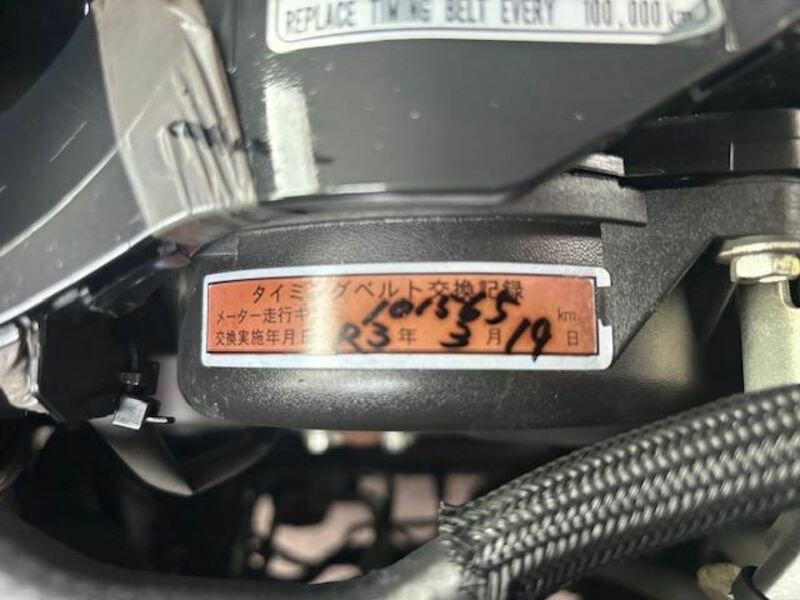 REPLACE TIMING BELT EVERY 100,000 km
タイミングベルト交換記録
メーター走行キ 101565 km
交換実施年月日 R3 年 3 月 19 日